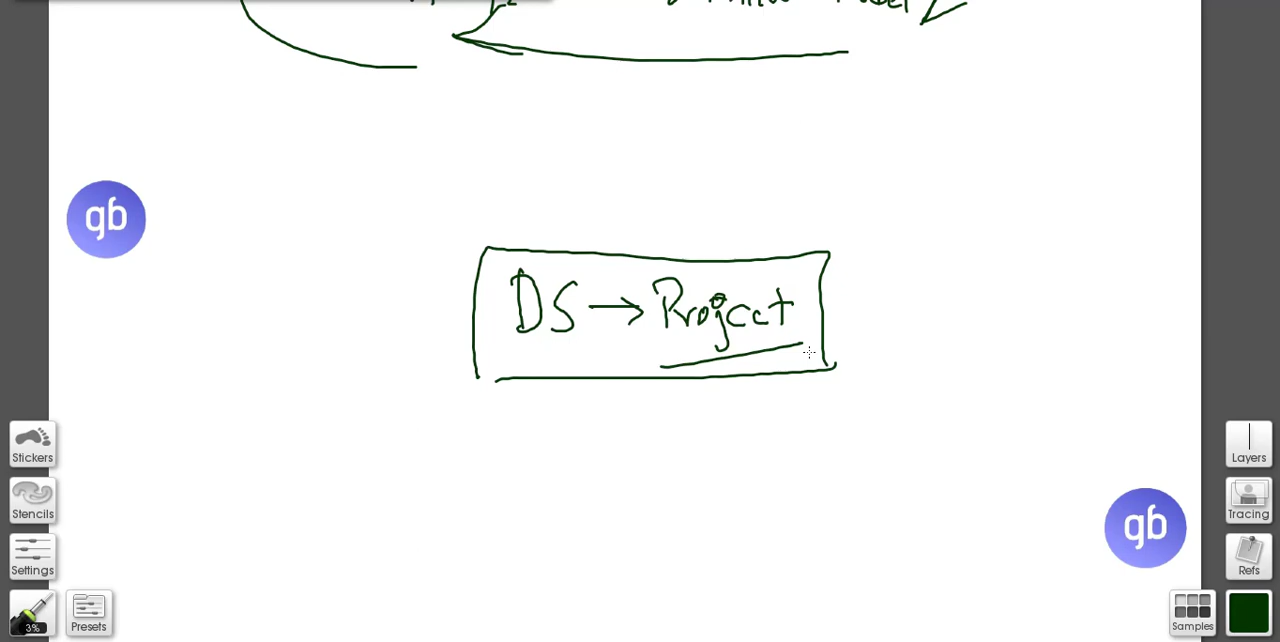 gb
DS → Project
Stickers
Stencils
Settings
3%
Presets
Layers
Tracing
gb
Refs
Samples